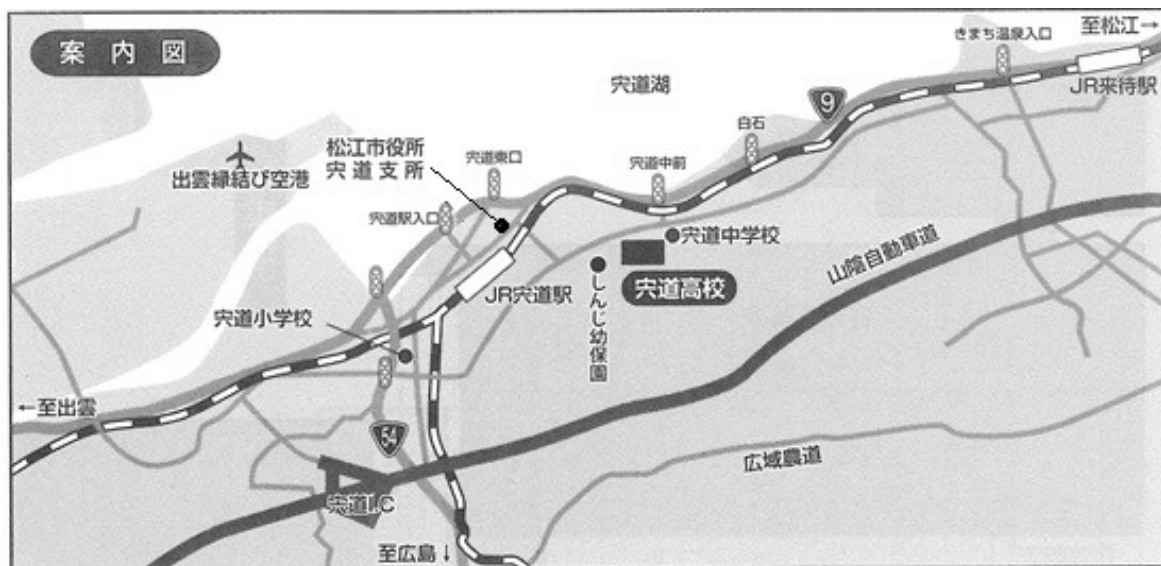 案内図
至松江→
きまち温泉入口
JR来待駅
宍道湖
9
白石
松江市役所
宍道支所
宍道東口
宍道中前
出雲縁結び空港
宍道駅入口
宍道中学校
宍道高校
山陰自動車道
JR宍道駅
しんじ幼保園
宍道小学校
←至出雲
54
広域農道
宍道I.C
至広島↓